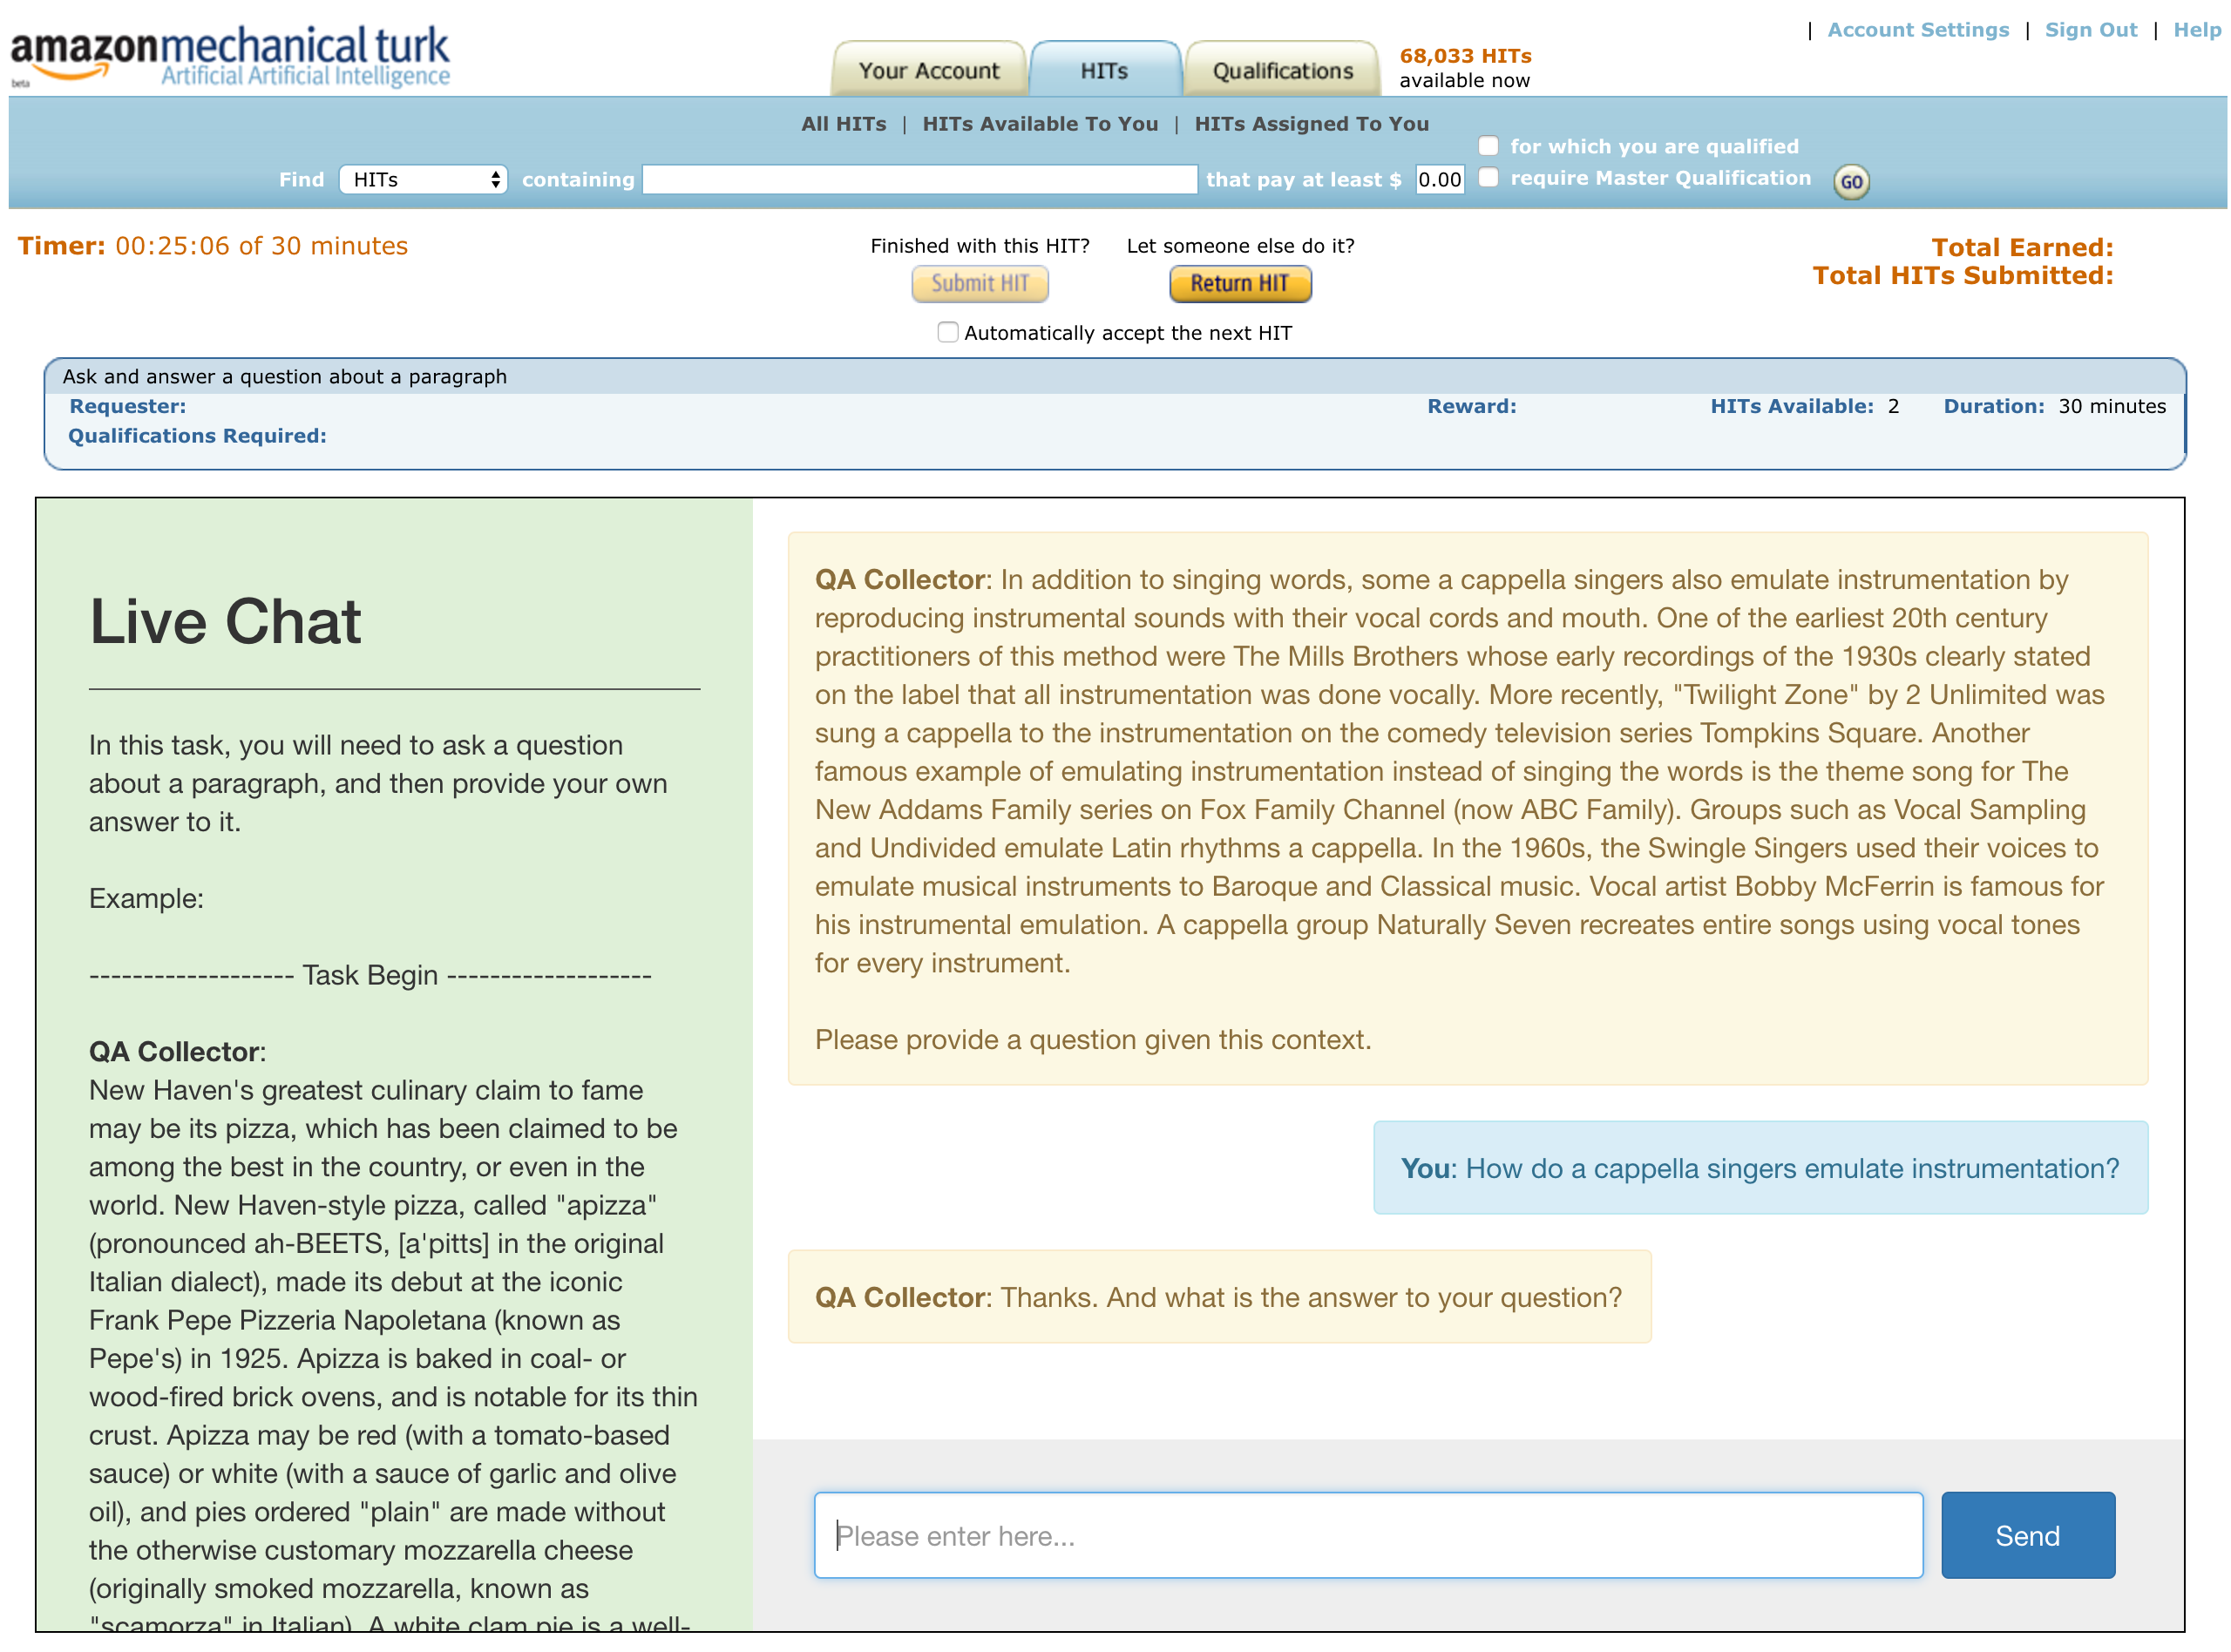 amazonmechanical turk
Artificial Artificial Intelligence
beta
Your Account
HITs
Qualifications
68,033 HITs
available now
| Account Settings | Sign Out | Help
All HITs | HITs Available To You | HITs Assigned To You
Find HITs containing that pay at least $ 0.00
for which you are qualified
require Master Qualification
GO
Timer: 00:25:06 of 30 minutes
Finished with this HIT? Let someone else do it?
Submit HIT Return HIT
Automatically accept the next HIT
Total Earned:
Total HITs Submitted:
Ask and answer a question about a paragraph
Requester: Reward: HITs Available: 2 Duration: 30 minutes
Qualifications Required:
Live Chat
In this task, you will need to ask a question
about a paragraph, and then provide your own
answer to it.
Example:
------------------- Task Begin -------------------
QA Collector:
New Haven's greatest culinary claim to fame
may be its pizza, which has been claimed to be
among the best in the country, or even in the
world. New Haven-style pizza, called "apizza"
(pronounced ah-BEETS, [a'pitts] in the original
Italian dialect), made its debut at the iconic
Frank Pepe Pizzeria Napoletana (known as
Pepe's) in 1925. Apizza is baked in coal- or
wood-fired brick ovens, and is notable for its thin
crust. Apizza may be red (with a tomato-based
sauce) or white (with a sauce of garlic and olive
oil), and pies ordered "plain" are made without
the otherwise customary mozzarella cheese
(originally smoked mozzarella, known as
"scamorza" in Italian). A white clam pie is a well-
QA Collector: In addition to singing words, some a cappella singers also emulate instrumentation by
reproducing instrumental sounds with their vocal cords and mouth. One of the earliest 20th century
practitioners of this method were The Mills Brothers whose early recordings of the 1930s clearly stated
on the label that all instrumentation was done vocally. More recently, "Twilight Zone" by 2 Unlimited was
sung a cappella to the instrumentation on the comedy television series Tompkins Square. Another
famous example of emulating instrumentation instead of singing the words is the theme song for The
New Addams Family series on Fox Family Channel (now ABC Family). Groups such as Vocal Sampling
and Undivided emulate Latin rhythms a cappella. In the 1960s, the Swingle Singers used their voices to
emulate musical instruments to Baroque and Classical music. Vocal artist Bobby McFerrin is famous for
his instrumental emulation. A cappella group Naturally Seven recreates entire songs using vocal tones
for every instrument.
Please provide a question given this context.
You: How do a cappella singers emulate instrumentation?
QA Collector: Thanks. And what is the answer to your question?
Please enter here...
Send